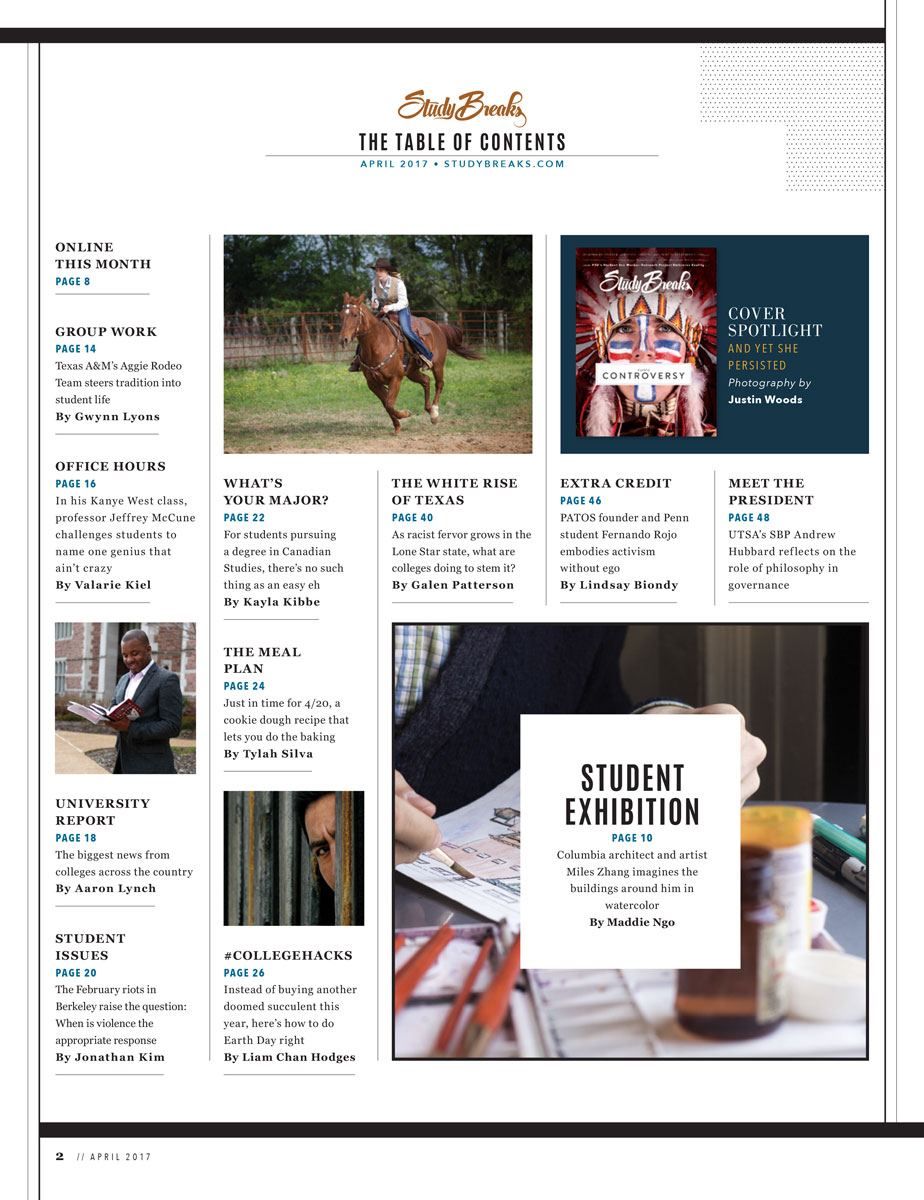 Study Breaks
THE TABLE OF CONTENTS
APRIL 2017 • STUDYBREAKS.COM
ONLINE
THIS MONTH
PAGE 8
GROUP WORK
PAGE 14
Texas A&M's Aggie Rodeo
Team steers tradition into
student life
By Gwynn Lyons
OFFICE HOURS
PAGE 16
In his Kanye West class,
professor Jeffrey McCune
challenges students to
name one genius that
ain't crazy
By Valarie Kiel
UNIVERSITY
REPORT
PAGE 18
The biggest news from
colleges across the country
By Aaron Lynch
STUDENT
ISSUES
PAGE 20
The February riots in
Berkeley raise the question:
When is violence the
appropriate response
By Jonathan Kim
WHAT'S
YOUR MAJOR?
PAGE 22
For students pursuing
a degree in Canadian
Studies, there's no such
thing as an easy eh
By Kayla Kibbe
THE MEAL
PLAN
PAGE 24
Just in time for 4/20, a
cookie dough recipe that
lets you do the baking
By Tylah Silva
#COLLEGEHACKS
PAGE 26
Instead of buying another
doomed succulent this
year, here's how to do
Earth Day right
By Liam Chan Hodges
THE WHITE RISE
OF TEXAS
PAGE 40
As racist fervor grows in the
Lone Star state, what are
colleges doing to stem it?
By Galen Patterson
Study Breaks
CONTROVERSY
COVER
SPOTLIGHT
AND YET SHE
PERSISTED
Photography by
Justin Woods
EXTRA CREDIT
PAGE 46
PATOS founder and Penn
student Fernando Rojo
embodies activism
without ego
By Lindsay Biondy
MEET THE
PRESIDENT
PAGE 48
UTSA's SBP Andrew
Hubbard reflects on the
role of philosophy in
governance
STUDENT
EXHIBITION
PAGE 10
Columbia architect and artist
Miles Zhang imagines the
buildings around him in
watercolor
By Maddie Ngo
2 // APRIL 2017